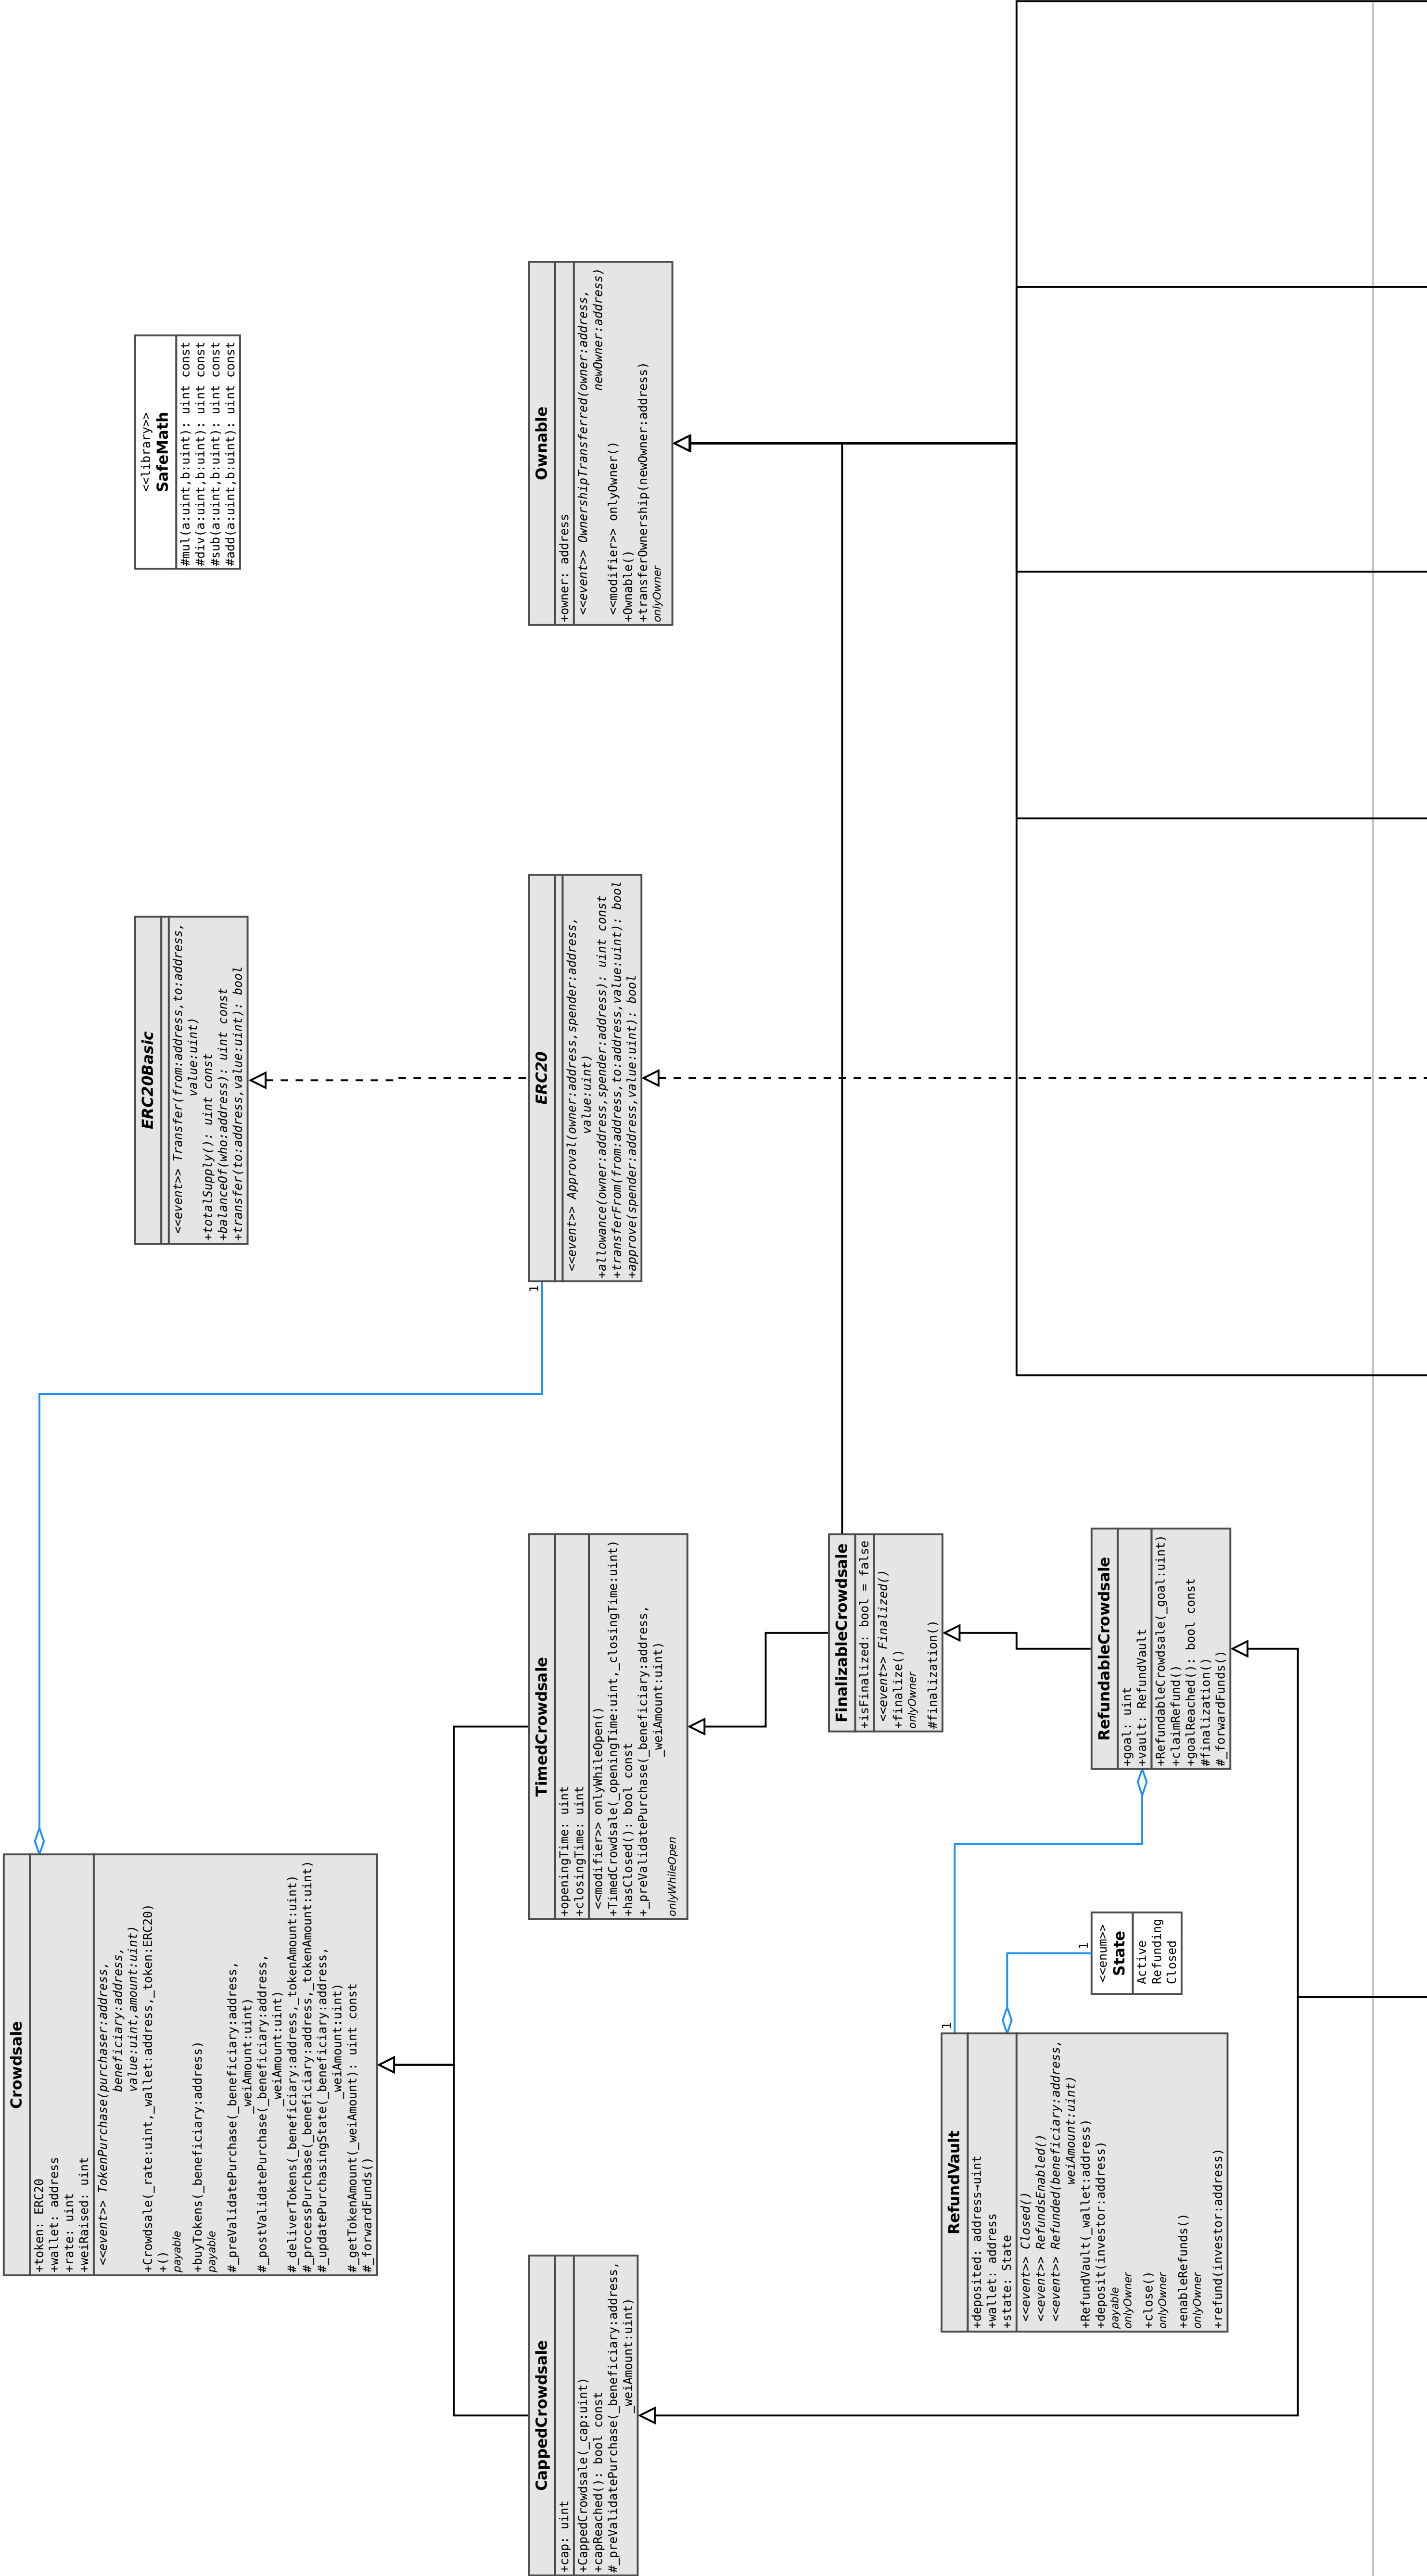 Crowdsale
+token: ERC20
+wallet: address
+rate: uint
+weiRaised: uint
<<event>> TokenPurchase(purchaser:address,
beneficiary:address,
value:uint,amount:uint)
+Crowdsale(_rate:uint,_wallet:address,_token:ERC20)
+()
payable
+buyTokens(_beneficiary:address)
payable
#_preValidatePurchase(_beneficiary:address,
_weiAmount:uint)
#_postValidatePurchase(_beneficiary:address,
_weiAmount:uint)
#_deliverTokens(_beneficiary:address,_tokenAmount:uint)
#_processPurchase(_beneficiary:address,_tokenAmount:uint)
#_updatePurchasingState(_beneficiary:address,
_weiAmount:uint)
#_getTokenAmount(_weiAmount): uint const
#_forwardFunds()
ERC20Basic
<<event>> Transfer(from:address,to:address,
value:uint)
+totalSupply(): uint const
+balanceOf(who:address): uint const
+transfer(to:address,value:uint): bool
<<library>>
SafeMath
#mul(a:uint,b:uint): uint const
#div(a:uint,b:uint): uint const
#sub(a:uint,b:uint): uint const
#add(a:uint,b:uint): uint const
CappedCrowdsale
+cap: uint
+CappedCrowdsale(_cap:uint)
+capReached(): bool const
#_preValidatePurchase(_beneficiary:address,
_weiAmount:uint)
TimedCrowdsale
+openingTime: uint
+closingTime: uint
<<modifier>> onlyWhileOpen()
+TimedCrowdsale(_openingTime:uint,_closingTime:uint)
+hasClosed(): bool const
+_preValidatePurchase(_beneficiary:address,
_weiAmount:uint)
onlyWhileOpen
1
ERC20
<<event>> Approval(owner:address,spender:address,
value:uint)
+allowance(owner:address,spender:address): uint const
+transferFrom(from:address,to:address,value:uint): bool
+approve(spender:address,value:uint): bool
Ownable
+owner: address
<<event>> OwnershipTransferred(owner:address,
newOwner:address)
<<modifier>> onlyOwner()
+Ownable()
+transferOwnership(newOwner:address)
onlyOwner
FinalizableCrowdsale
+isFinalized: bool = false
<<event>> Finalized()
+finalize()
onlyOwner
#finalization()
1
RefundVault
+deposited: address→uint
+wallet: address
+state: State
<<event>> Closed()
<<event>> RefundsEnabled()
<<event>> Refunded(beneficiary:address,
weiAmount:uint)
+RefundVault(_wallet:address)
+deposit(investor:address)
payable
onlyOwner
+close()
onlyOwner
+enableRefunds()
onlyOwner
+refund(investor:address)
1
<<enum>>
State
Active
Refunding
Closed
RefundableCrowdsale
+goal: uint
+vault: RefundVault
+RefundableCrowdsale(_goal:uint)
+claimRefund()
+goalReached(): bool const
#finalization()
#_forwardFunds()